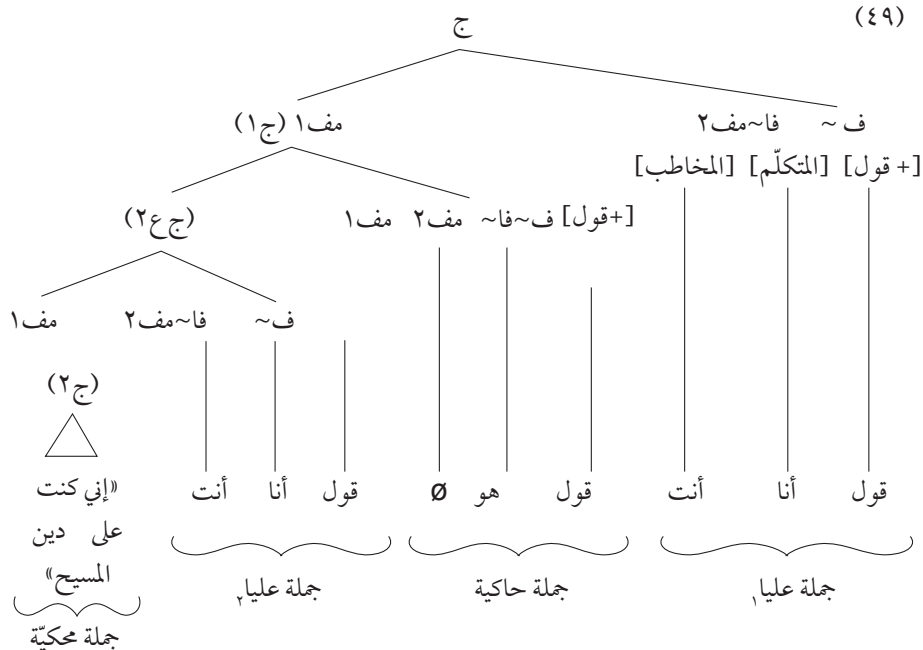 (٤٩)
ج
ف ~ فا~مف٢ مف١ (ج١)
[+ قول] [المتكلّم] [المخاطب]
[+قول] ف~فا~ مف٢ مف١ (ج ع٢)
ف~ فا~مف٢ مف١
(ج٢)
قول أنا أنت قول هو Ø قول أنا أنت «إني كنت
على دين
المسيح»
جملة عليا١ جملة حاكية جملة عليا٢
جملة محكيّة